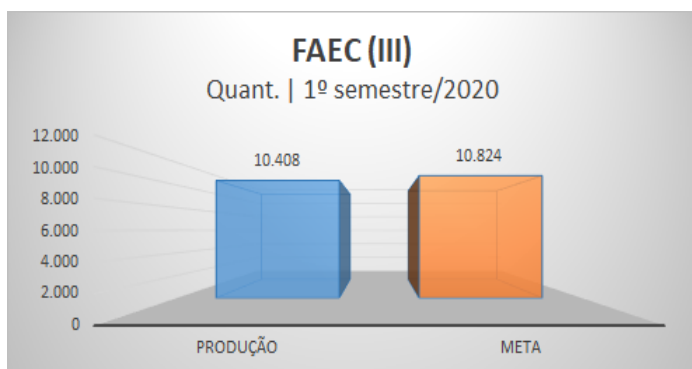 FAEC (III)
Quant. | 1º semestre/2020
12.000
10.000
8.000
6.000
4.000
2.000
0
10.408
10.824
PRODUÇÃO
META